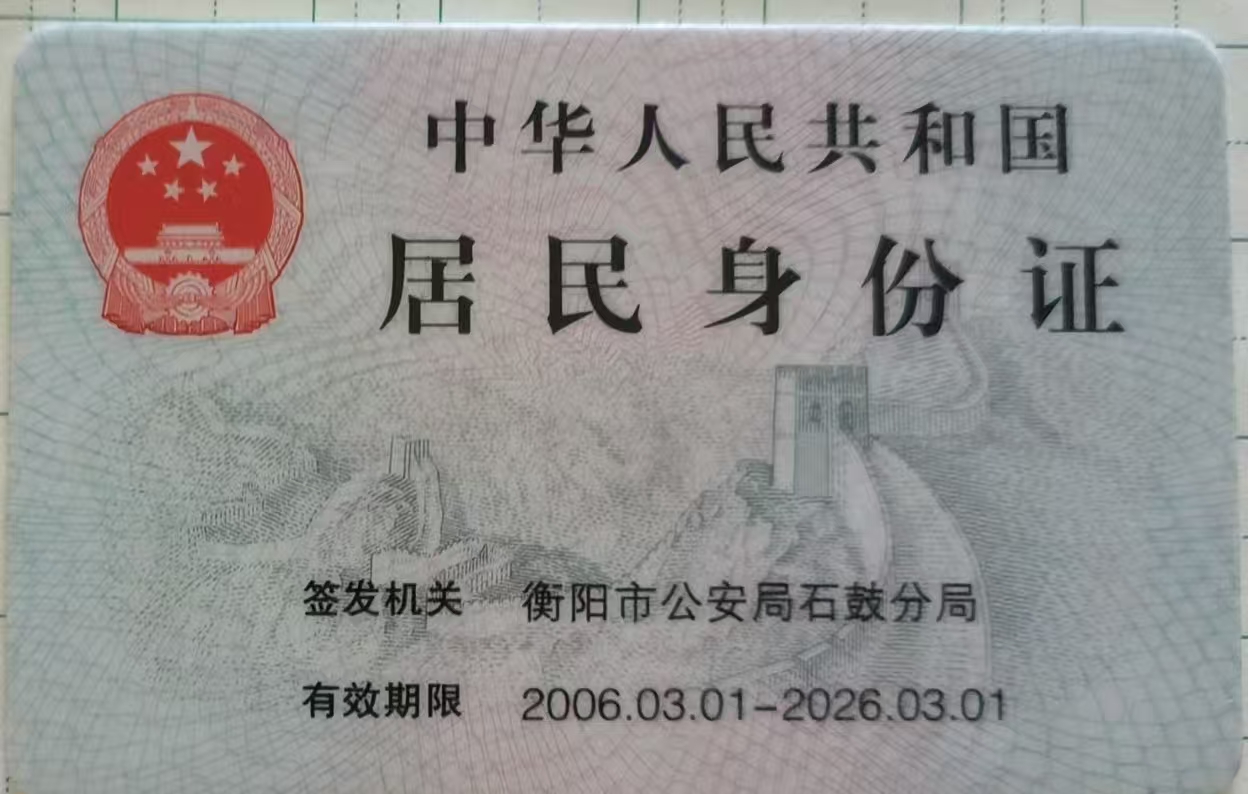 中华人民共和国
居民身份证
签发机关 衡阳市公安局石鼓分局
有效期限 2006.03.01-2026.03.01